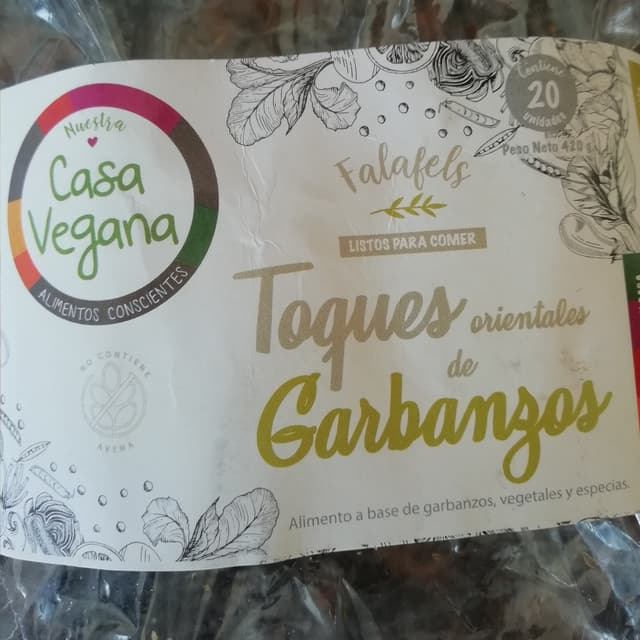 Nuestra
Casa
Vegana
ALIMENTOS CONSCIENTES
NO CONTIENE
AVENA
Contiene
20
unidades
Peso Neto 420 g
Falafels
LISTOS PARA COMER
Toques orientales
de
Garbanzos
Alimento a base de garbanzos, vegetales y especias.